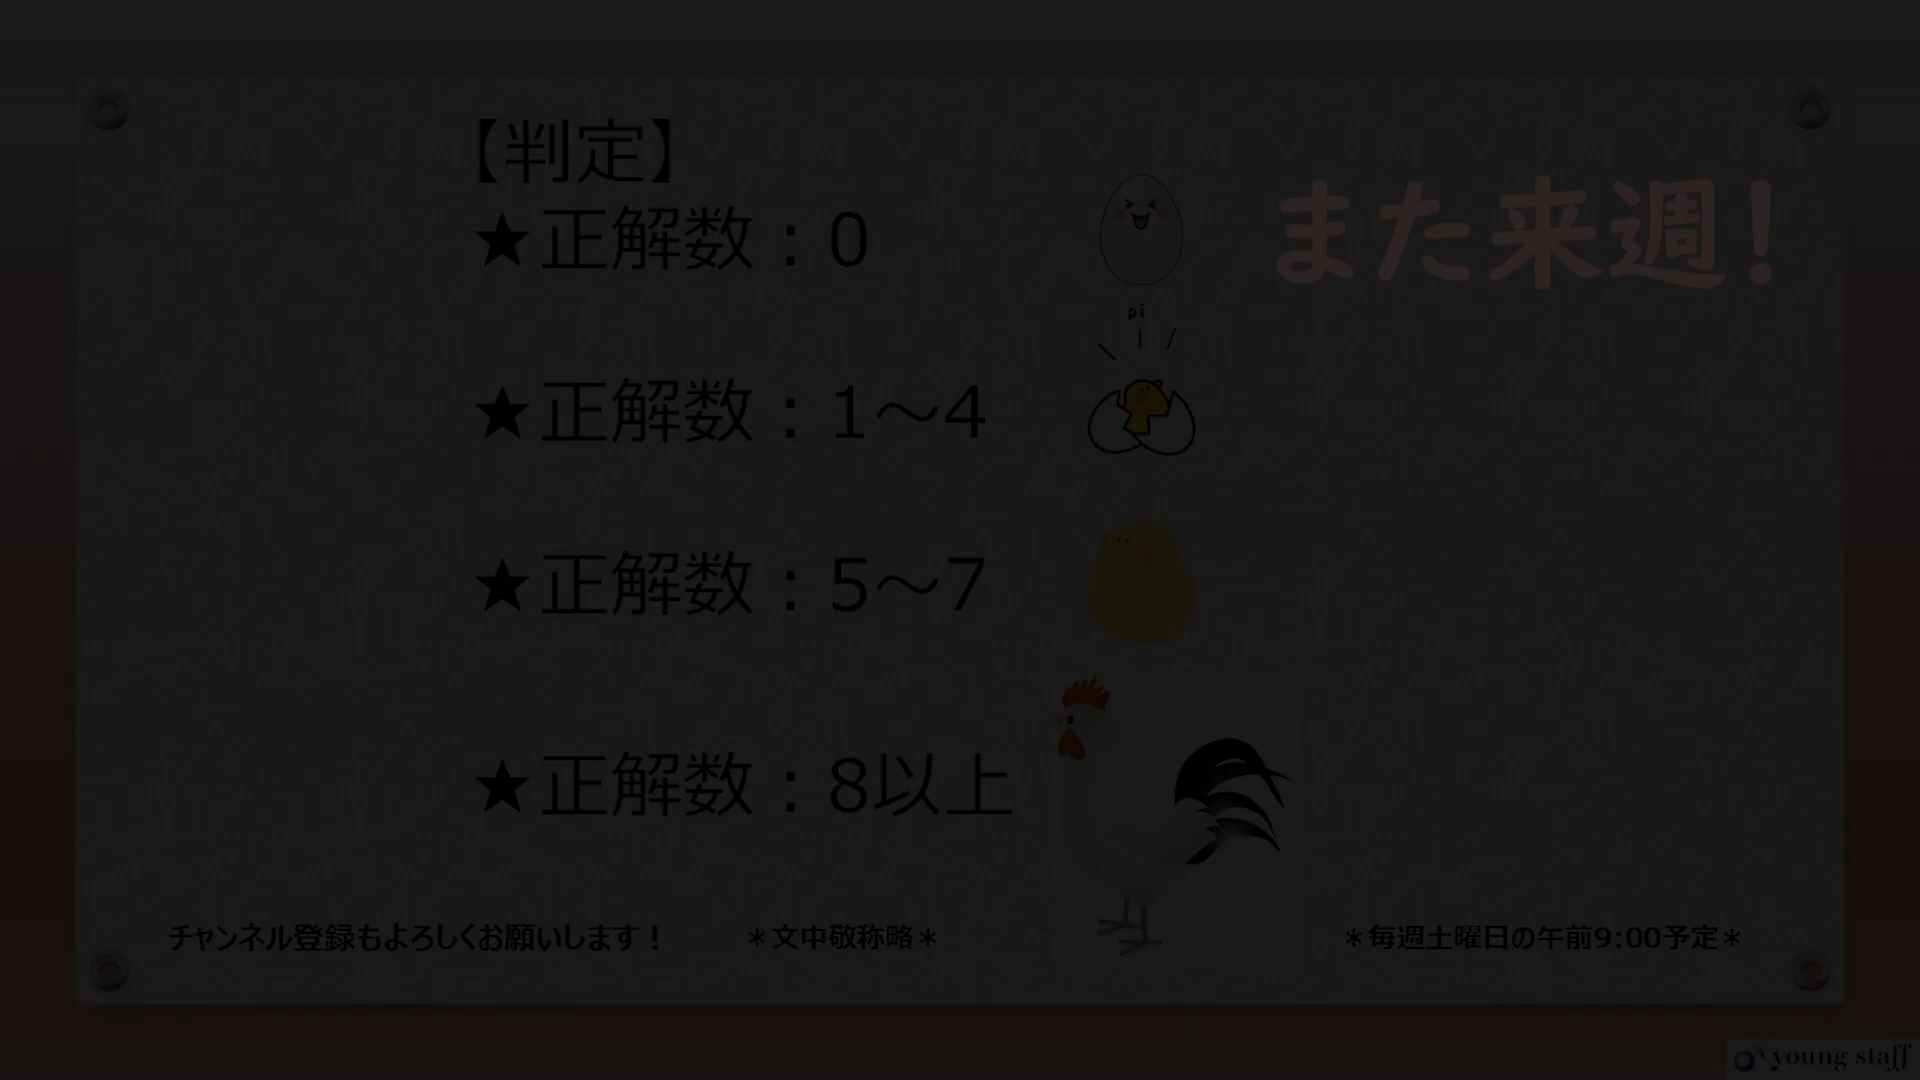 【判定】
★正解数：0
また来週！
pi
★正解数：1～4
★正解数：5～7
★正解数：8以上
チャンネル登録もよろしくお願いします！
＊文中敬称略＊
＊毎週土曜日の午前9:00予定＊
young staff